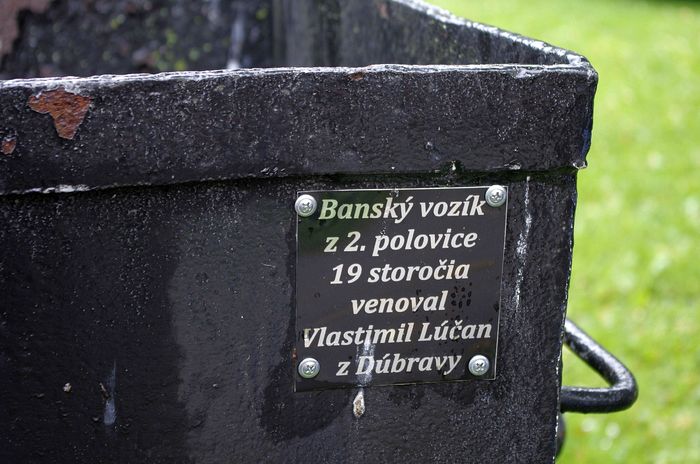 Banský vozík
z 2. polovice
19 storočia
venoval
Vlastimil Lúčan
z Dúbravy